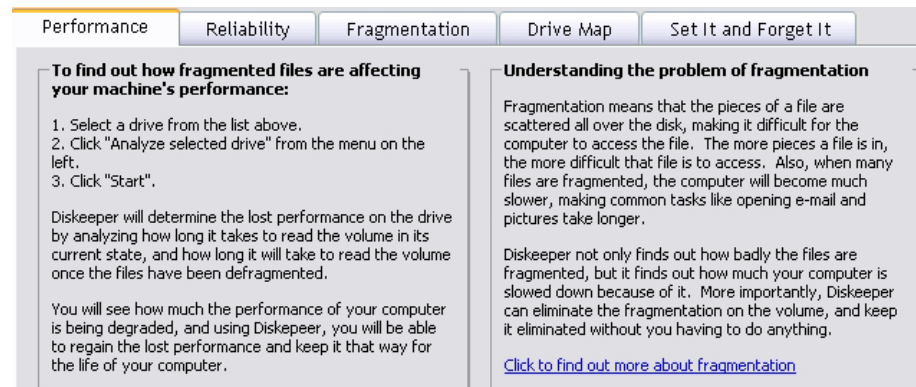 Performance Reliability Fragmentation Drive Map Set It and Forget It
To find out how fragmented files are affecting
your machine's performance:
1. Select a drive from the list above.
2. Click "Analyze selected drive" from the menu on the
left.
3. Click "Start".
Diskeeper will determine the lost performance on the drive
by analyzing how long it takes to read the volume in its
current state, and how long it will take to read the volume
once the files have been defragmented.
You will see how much the performance of your computer
is being degraded, and using Diskepeer, you will be able
to regain the lost performance and keep it that way for
the life of your computer.
Understanding the problem of fragmentation
Fragmentation means that the pieces of a file are
scattered all over the disk, making it difficult for the
computer to access the file. The more pieces a file is in,
the more difficult that file is to access. Also, when many
files are fragmented, the computer will become much
slower, making common tasks like opening e-mail and
pictures take longer.
Diskeeper not only finds out how badly the files are
fragmented, but it finds out how much your computer is
slowed down because of it. More importantly, Diskeeper
can eliminate the fragmentation on the volume, and keep
it eliminated without you having to do anything.
Click to find out more about fragmentation